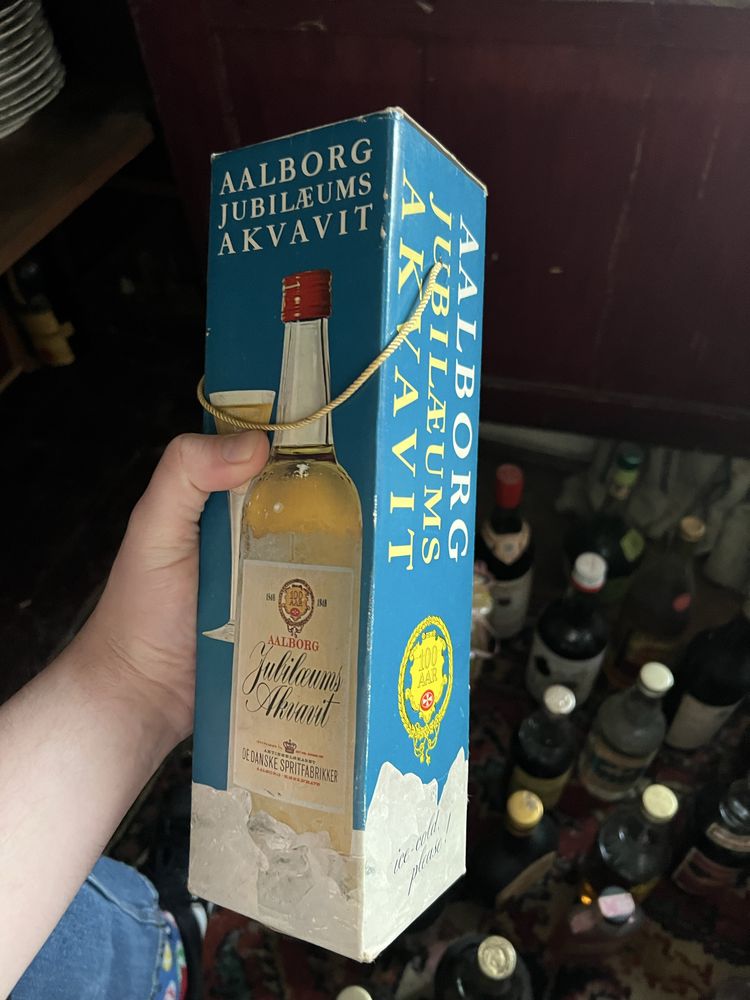 AALBORG
JUBILÆUMS
AKVAVIT
1846 1946
100
AAR
AALBORG
Jubilæums
Akvavit
DE DANSKE SPRITFABRIKKER
AALBORG
JUBILÆUMS
AKVAVIT
100
AAR
ice-cold,
please!